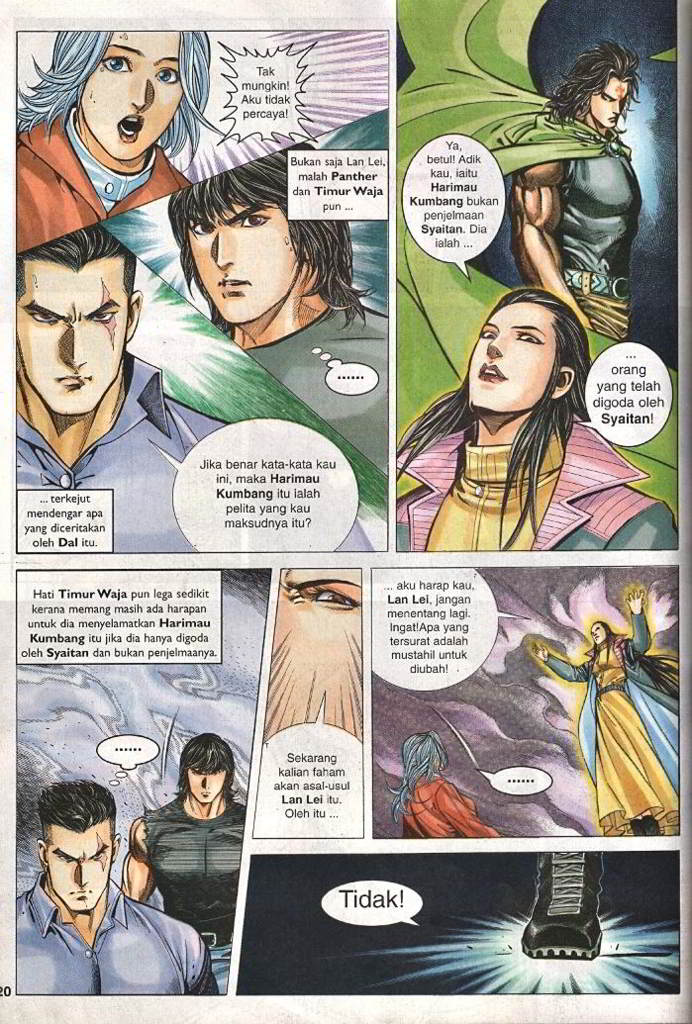 Tak
mungkin!
Aku tidak
percaya!
Bukan saja Lan Lei,
malah Panther
dan Timur Waja
pun ...
......
Jika benar kata-kata kau
ini, maka Harimau
Kumbang itu ialah
pelita yang kau
maksudnya itu?
... terkejut
mendengar apa
yang diceritakan
oleh Dal itu.
Ya,
betul! Adik
kau, iaitu
Harimau
Kumbang bukan
penjelmaan
Syaitan. Dia
ialah ...
...
orang
yang telah
digoda oleh
Syaitan!
Hati Timur Waja pun lega sedikit
kerana memang masih ada harapan
untuk dia menyelamatkan Harimau
Kumbang itu jika dia hanya digoda
oleh Syaitan dan bukan penjelmaanya.
......
Sekarang
kalian faham
akan asal-usul
Lan Lei itu.
Oleh itu ...
... aku harap kau,
Lan Lei, jangan
menentang lagi.
Ingat!Apa yang
tersurat adalah
mustahil untuk
diubah!
......
Tidak!
20